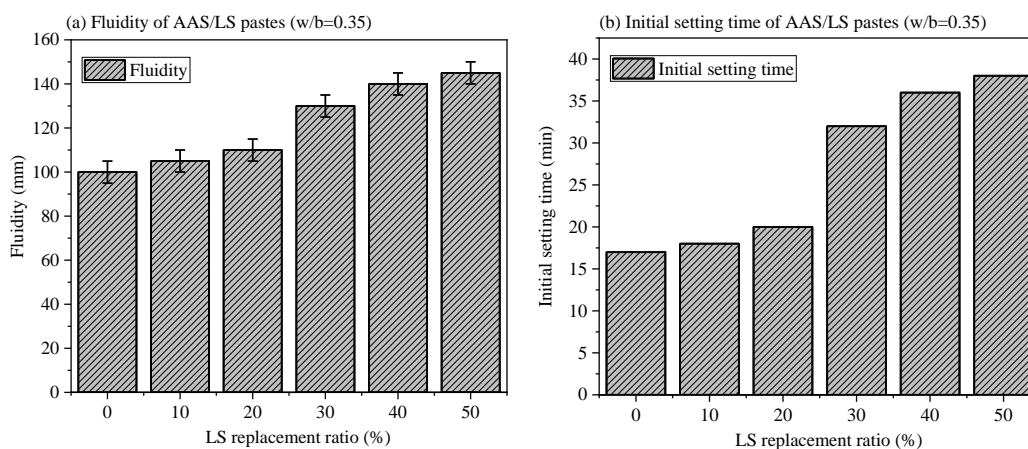 (a) Fluidity of AAS/LS pastes (w/b=0.35)
160
140
120
100
80
60
40
20
0
Fluidity (mm)
Fluidity
0 10 20 30 40 50
LS replacement ratio (%)
(b) Initial setting time of AAS/LS pastes (w/b=0.35)
40
35
30
25
20
15
10
5
0
Initial setting time (min)
Initial setting time
0 10 20 30 40 50
LS replacement ratio (%)